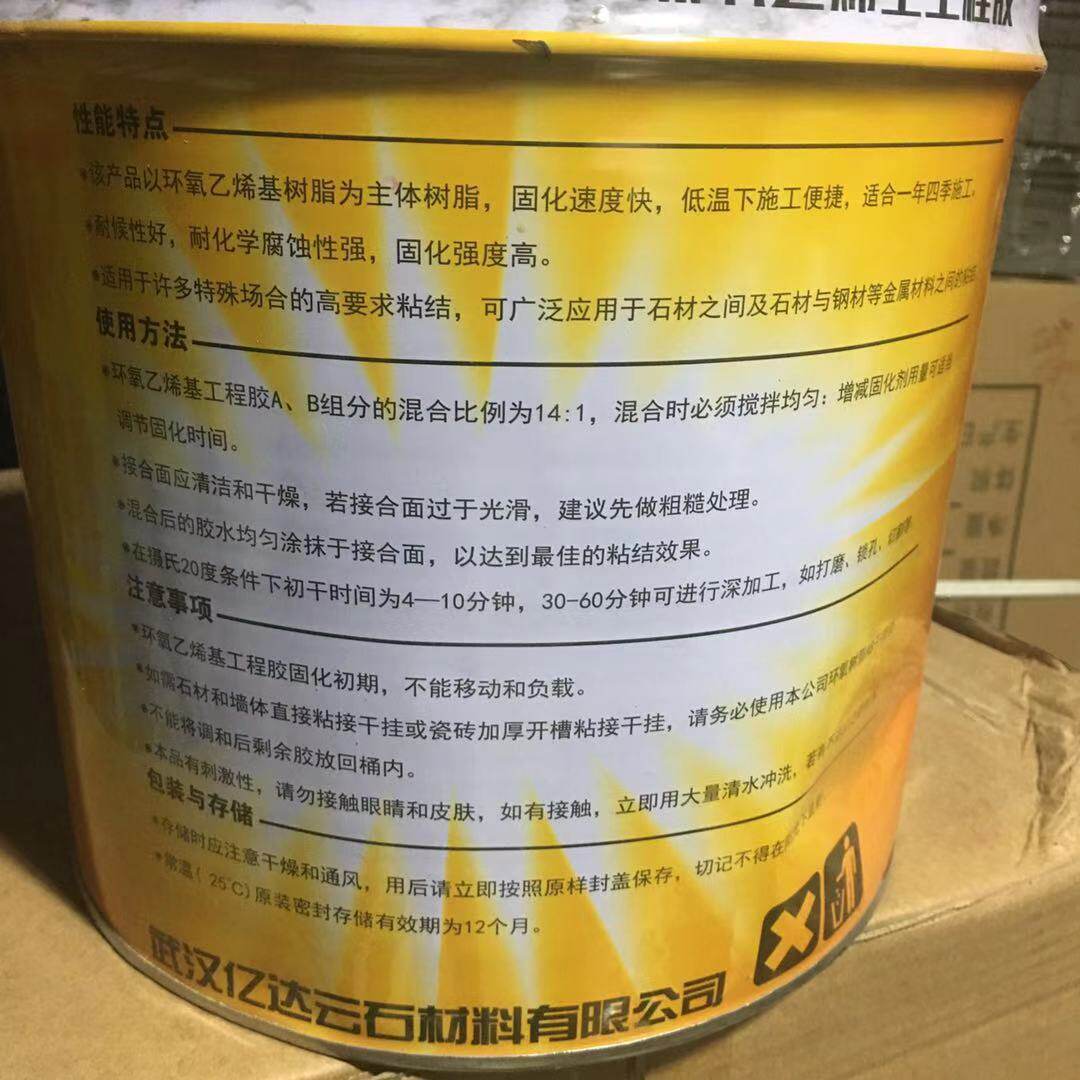 工程胶
性能特点
•该产品以环氧乙烯基树脂为主体树脂，固化速度快，低温下施工便捷，适合一年四季施工。
•耐候性好，耐化学腐蚀性强，固化强度高。
•适用于许多特殊场合的高要求粘结，可广泛应用于石材之间及石材与钢材等金属材料之间的粘结
使用方法
•环氧乙烯基工程胶A、B组分的混合比例为14:1，混合时必须搅拌均匀：增减固化剂用量可适当
调节固化时间。
•接合面应清洁和干燥，若接合面过于光滑，建议先做粗糙处理。
•混合后的胶水均匀涂抹于接合面，以达到最佳的粘结效果。
•在摄氏20度条件下初干时间为4—10分钟，30-60分钟可进行深加工，如打磨、锁孔、切割等。
注意事项
•环氧乙烯基工程胶固化初期，不能移动和负载。
•如需石材和墙体直接粘接干挂或瓷砖加厚开槽粘接干挂，请务必使用本公司环氧树脂
•不能将调和后剩余胶放回桶内。
•本品有刺激性，请勿接触眼睛和皮肤，如有接触，立即用大量清水冲洗，若有不适
包装与存储
•存储时应注意干燥和通风，用后请立即按照原样封盖保存，切记不得在
•常温(25℃)原装密封存储有效期为12个月。
武汉亿达云石材料有限公司